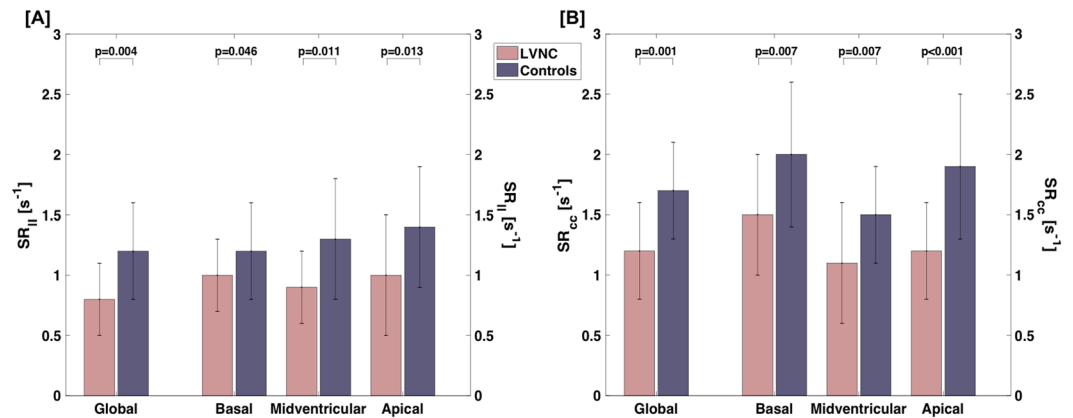 [A]
p=0.004 p=0.046 p=0.011 p=0.013
LVNC
Controls
3
2.5
2
1.5
1
0.5
0
SRll [s-1]
3
2.5
2
1.5
1
0.5
0
SRll [s-1]
Global Basal Midventricular Apical
[B]
p=0.001 p=0.007 p=0.007 p<0.001
3
2.5
2
1.5
1
0.5
0
SRcc [s-1]
3
2.5
2
1.5
1
0.5
0
SRcc [s-1]
Global Basal Midventricular Apical